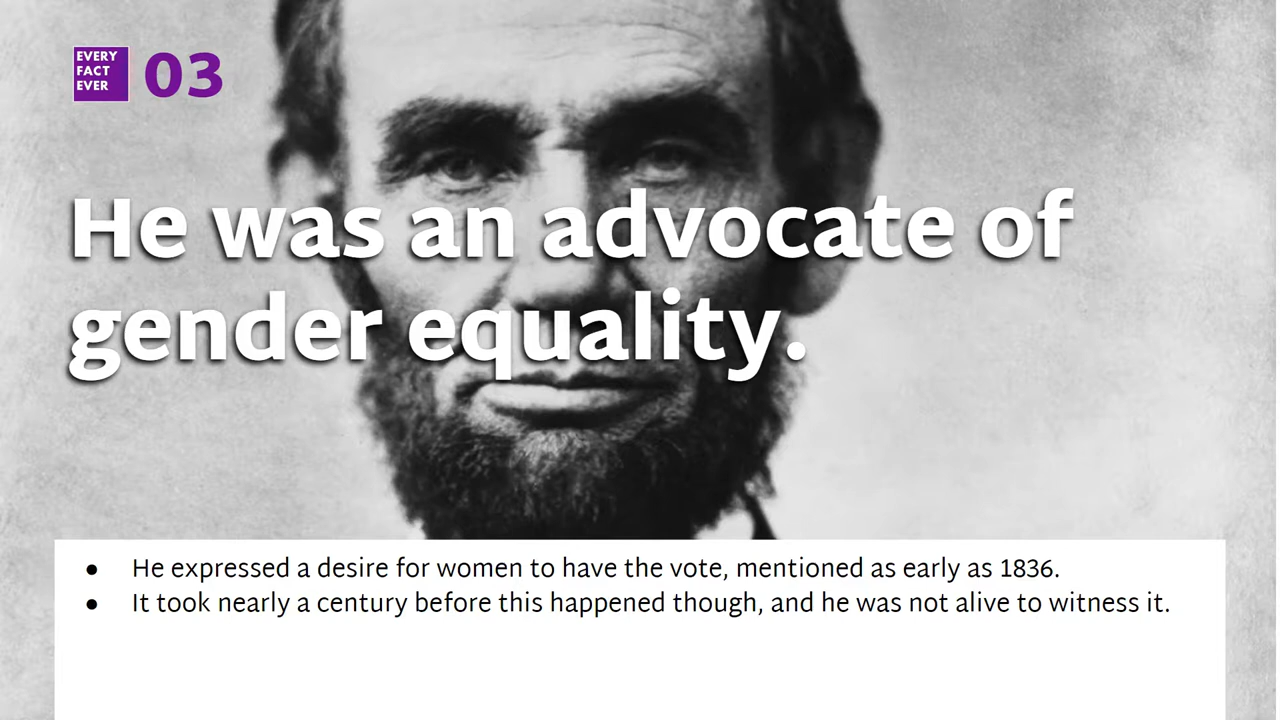 EVERY
FACT
EVER
03
He was an advocate of
gender equality.
● He expressed a desire for women to have the vote, mentioned as early as 1836.
● It took nearly a century before this happened though, and he was not alive to witness it.